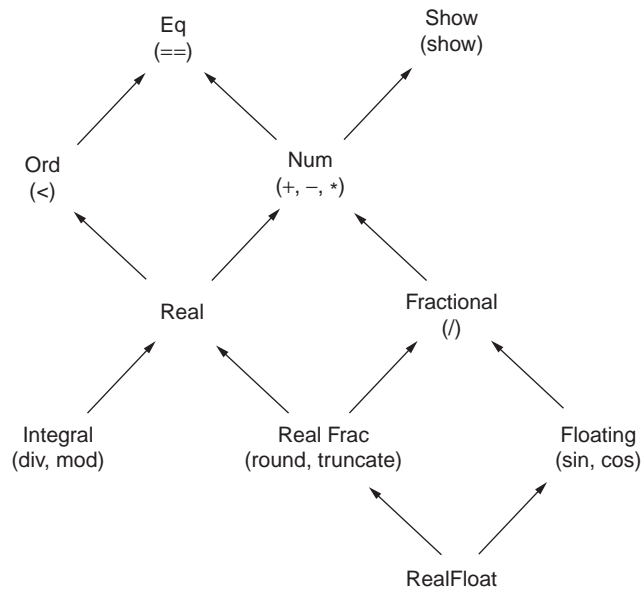 Eq
(==)
Show
(show)
Ord
(<)
Num
(+, −, *)
Real
Fractional
(/)
Integral
(div, mod)
Real Frac
(round, truncate)
Floating
(sin, cos)
RealFloat